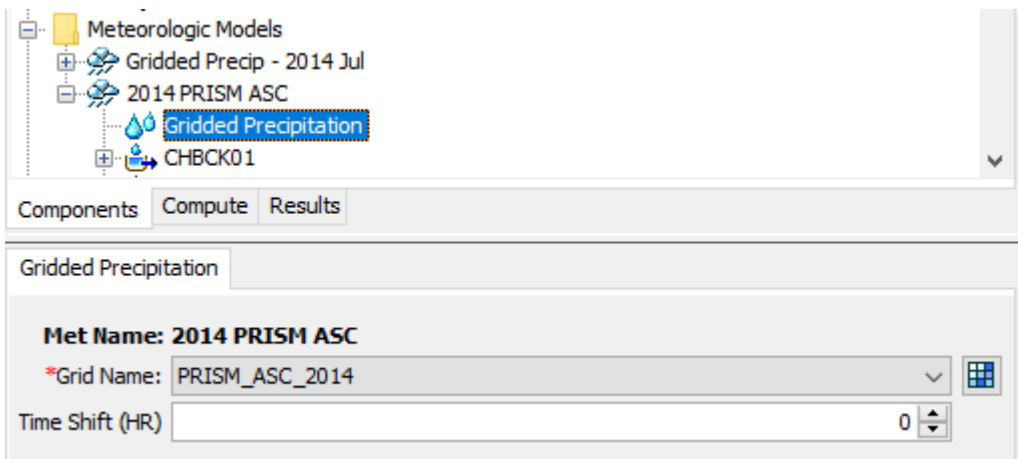 Meteorologic Models
Gridded Precip - 2014 Jul
2014 PRISM ASC
Gridded Precipitation
CHBCK01
Components Compute Results
Gridded Precipitation
Met Name: 2014 PRISM ASC
*Grid Name: PRISM_ASC_2014
Time Shift (HR) 0